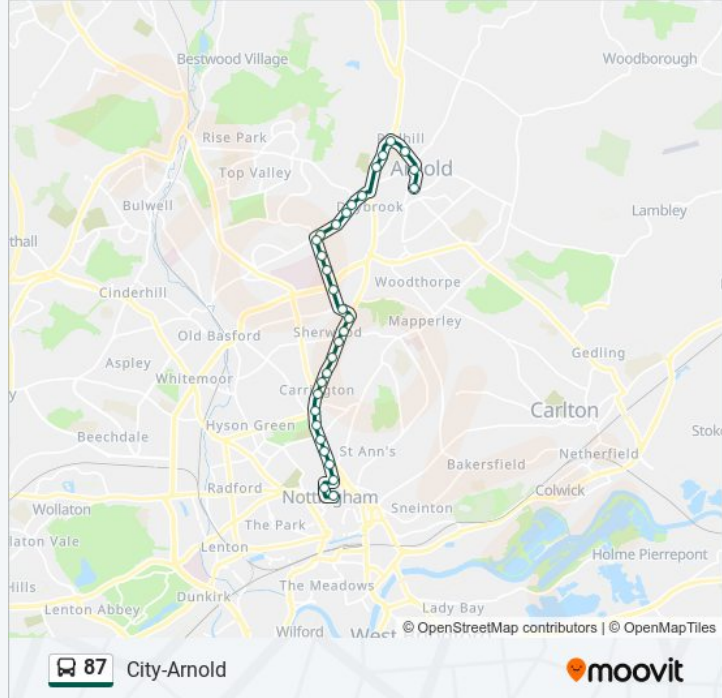 Bestwood Village
Woodborough
Rise Park
Arnold
Top Valley
Bulwell
Lambley
Woodthorpe
Cinderhill
Mapperley
Old Basford
Sherwood
Gedling
Aspley
Whitemoor
Carrington
Carlton
Hyson Green
Beechdale
St Ann's
Netherfield
Bakersfield
Radford
Nottingham
Colwick
Wollaton
Sneinton
The Park
Lenton
Holme Pierrepont
The Meadows
Dunkirk
Lenton Abbey
Lady Bay
Wilford
© OpenStreetMap contributors | © OpenMapTiles
87 City-Arnold
moovit